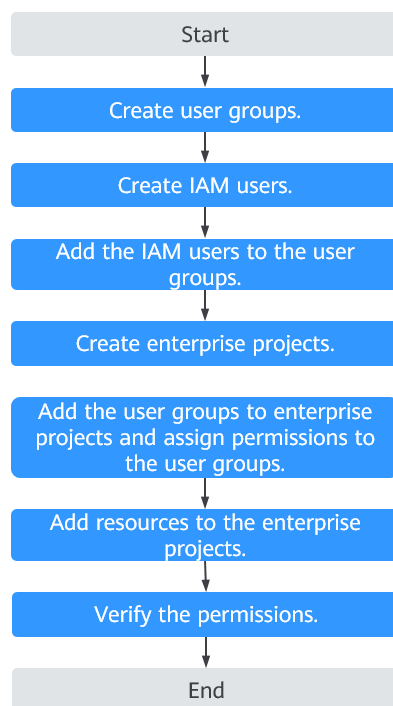 Start
Create user groups.
Create IAM users.
Add the IAM users to the user
groups.
Create enterprise projects.
Add the user groups to enterprise
projects and assign permissions to
the user groups.
Add resources to the enterprise
projects.
Verify the permissions.
End